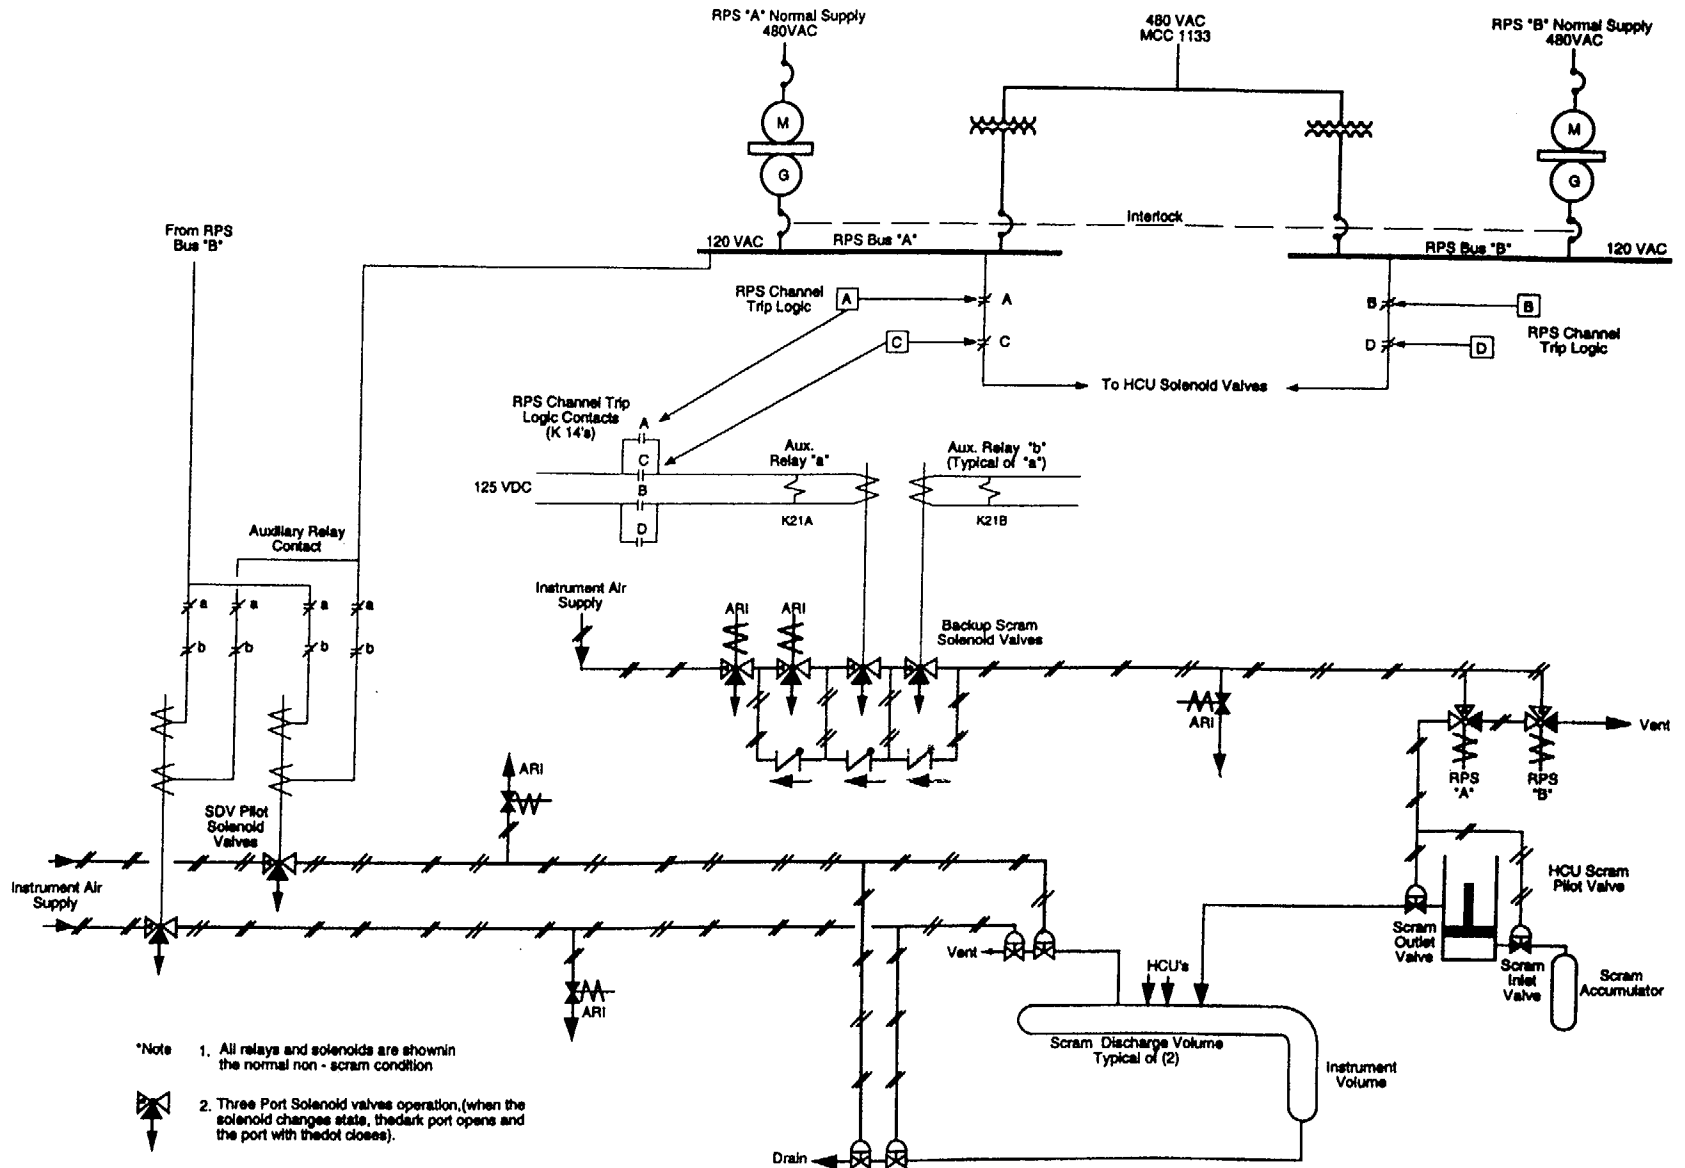 RPS "A" Normal Supply
480VAC
480 VAC
MCC 1133
RPS "B" Normal Supply
480VAC
M
G
M
G
Interlock
From RPS
Bus "B"
120 VAC
RPS Bus "A"
RPS Bus "B"
120 VAC
RPS Channel
Trip Logic
A
A
C
C
B
B
D
D
RPS Channel
Trip Logic
To HCU Solenoid Valves
RPS Channel Trip
Logic Contacts
(K 14's)
A
C
B
D
125 VDC
Aux.
Relay "a"
K21A
Aux. Relay "b"
(Typical of "a")
K21B
Auxiliary Relay
Contact
a
a
a
a
b
b
b
b
Instrument Air
Supply
ARI
ARI
Backup Scram
Solenoid Valves
ARI
Vent
RPS
"A"
RPS
"B"
SDV Pilot
Solenoid
Valves
ARI
Instrument Air
Supply
HCU Scram
Pilot Valve
Scram
Outlet
Valve
Scram
Inlet
Valve
Scram
Accumulator
Vent
HCU's
ARI
Scram Discharge Volume
Typical of (2)
Instrument
Volume
*Note 1. All relays and solenoids are shownin
the normal non - scram condition
2. Three Port Solenoid valves operation,(when the
solenoid changes state, thedark port opens and
the port with thedot closes).
Drain